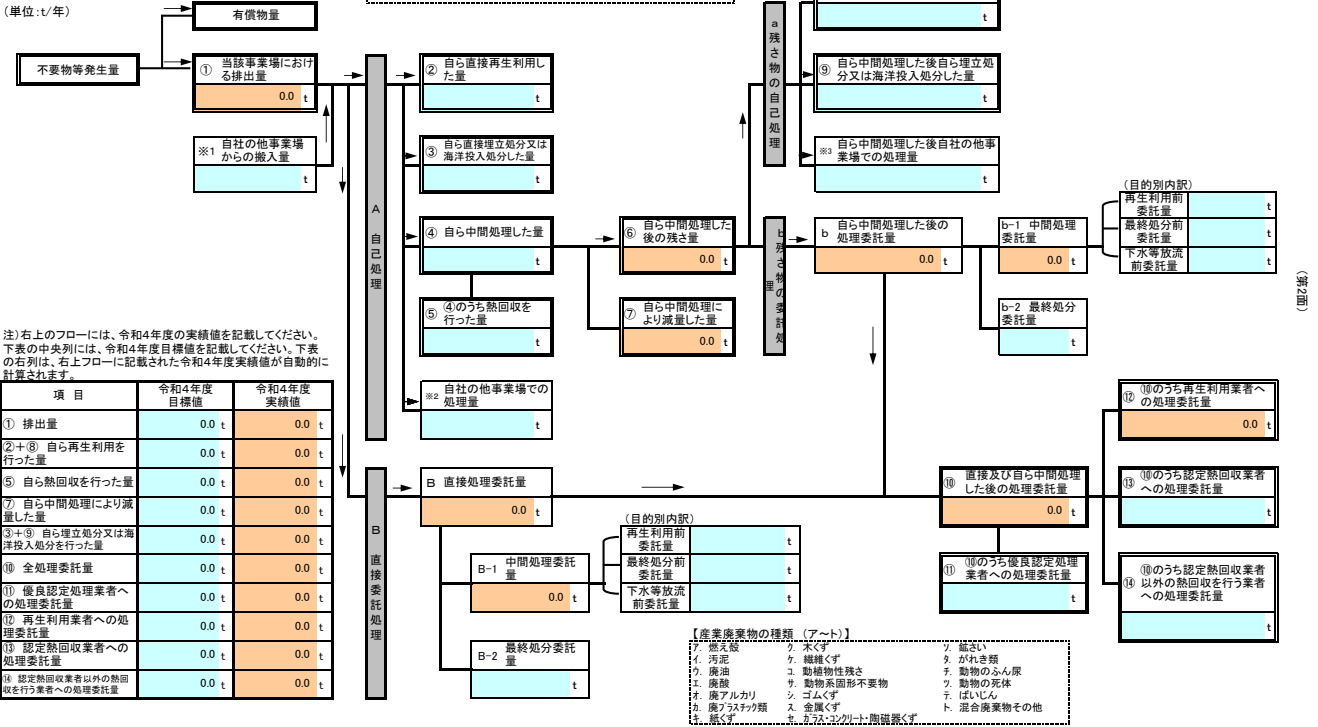 (単位:t/年)
有償物量
不要物等発生量
① 当該事業場におけ
る排出量
0.0 t
※1 自社の他事業場
からの搬入量
t
A 自己処理
② 自ら直接再生利用し
た量
t
③ 自ら直接埋立処分又は
海洋投入処分した量
t
④ 自ら中間処理した量
t
⑤ ④のうち熱回収を
行った量
t
※2 自社の他事業場での
処理量
t
⑥ 自ら中間処理した
後の残さ量
0.0 t
⑦ 自ら中間処理に
より減量した量
0.0 t
a 残さ物の自己処理
t
⑨ 自ら中間処理した後自ら埋立処
分又は海洋投入処分した量
t
※3 自ら中間処理した後自社の他事
業場での処理量
t
b 残さ物の委託処
理
b 自ら中間処理した後の
処理委託量
0.0 t
b-1 中間処理
委託量
0.0 t
(目的別内訳)
再生利用前
委託量
t
最終処分前
委託量
t
下水等放流
前委託量
t
b-2 最終処分
委託量
t
(第2面)
注)右上のフローには、令和4年度の実績値を記載してください。
下表の中央列には、令和4年度目標値を記載してください。下表
の右列は、右上フローに記載された令和4年度実績値が自動的に
計算されます。
項 目 令和4年度 目標値 令和4年度 実績値
① 排出量 0.0 t 0.0 t
②+⑧ 自ら再生利用を
行った量 0.0 t 0.0 t
⑤ 自ら熱回収を行った量 0.0 t 0.0 t
⑦ 自ら中間処理により減
量した量 0.0 t 0.0 t
③+⑨ 自ら埋立処分又は海
洋投入処分を行った量 0.0 t 0.0 t
⑩ 全処理委託量 0.0 t 0.0 t
⑪ 優良認定処理業者へ
の処理委託量 0.0 t 0.0 t
⑫ 再生利用業者への処
理委託量 0.0 t 0.0 t
⑬ 認定熱回収業者への
処理委託量 0.0 t 0.0 t
⑭ 認定熱回収業者以外の熱回
収を行う業者への処理委託量 0.0 t 0.0 t
B 直接委託処理
B 直接処理委託量
0.0 t
B-1 中間処理委託
量
0.0 t
(目的別内訳)
再生利用前
委託量
t
最終処分前
委託量
t
下水等放流
前委託量
t
B-2 最終処分委託
量
t
⑩ 直接及び自ら中間処理
した後の処理委託量
0.0 t
⑪ ⑩のうち優良認定処理
業者への処理委託量
t
⑫ ⑩のうち再生利用業者へ
の処理委託量
0.0 t
⑬ ⑩のうち認定熱回収業者
への処理委託量
t
⑭ ⑩のうち認定熱回収業者
以外の熱回収を行う業者
への処理委託量
t
【産業廃棄物の種類 (ア~ト)】
ア. 燃え殻 ク. 木くず ソ. 鉱さい
イ. 汚泥 ケ. 繊維くず タ. がれき類
ウ. 廃油 コ. 動植物性残さ チ. 動物のふん尿
エ. 廃酸 サ. 動物系固形不要物 ツ. 動物の死体
オ. 廃アルカリ シ. ゴムくず テ. ばいじん
カ. 廃プラスチック類 ス. 金属くず ト. 混合廃棄物その他
キ. 紙くず セ. ガラス・コンクリート・陶磁器くず